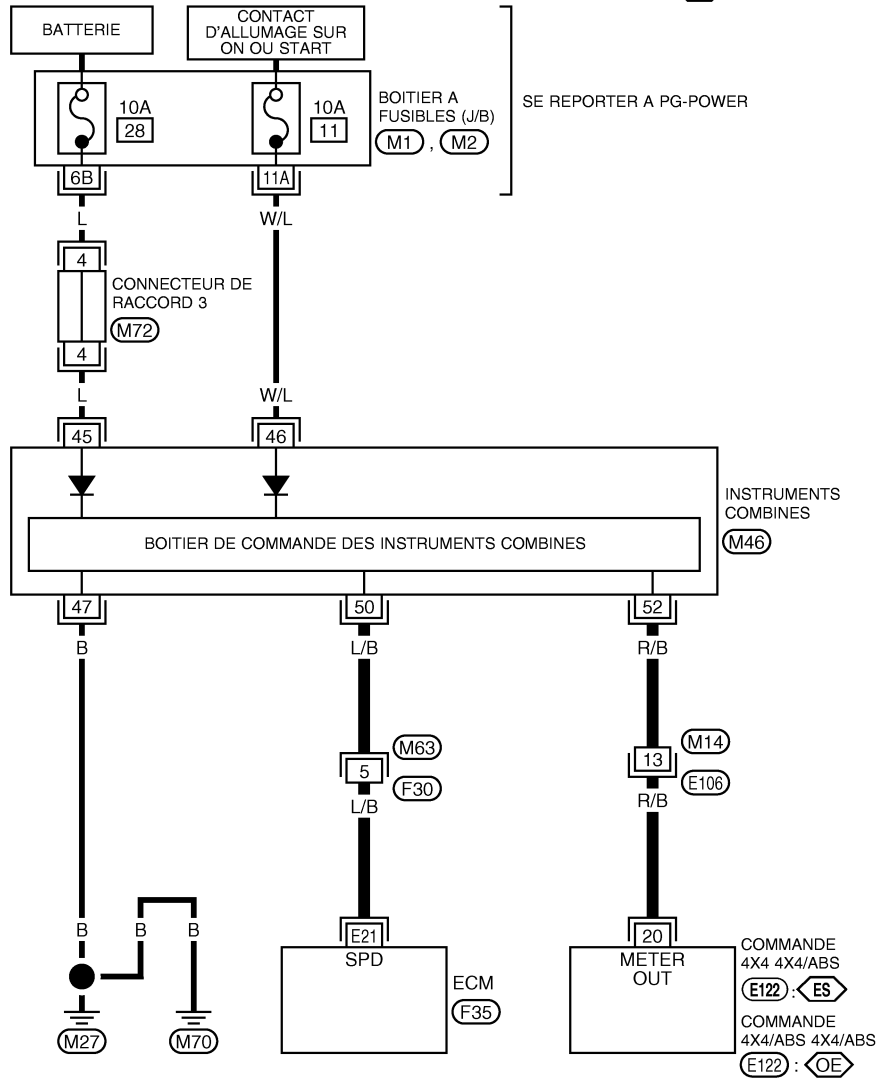 BATTERIE
CONTACT
D'ALLUMAGE SUR
ON OU START
10A
28
10A
11
BOITIER A
FUSIBLES (J/B)
M1 , M2
SE REPORTER A PG-POWER
6B
11A
L
W/L
4
CONNECTEUR DE
RACCORD 3
M72
4
L
W/L
45
46
INSTRUMENTS
COMBINES
M46
BOITIER DE COMMANDE DES INSTRUMENTS COMBINES
47
50
52
B
L/B
R/B
M63
5
F30
M14
13
E106
L/B
R/B
B
B
B
E21
SPD
ECM
F35
20
METER
OUT
COMMANDE
4X4 4X4/ABS
E122 : ES
COMMANDE
4X4/ABS 4X4/ABS
E122 : OE
M27
M70